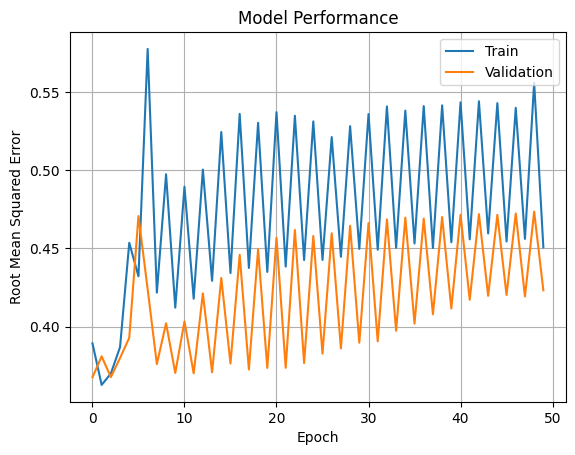 Model Performance
Train
Validation
Root Mean Squared Error
0.55
0.50
0.45
0.40
0
10
20
30
40
50
Epoch